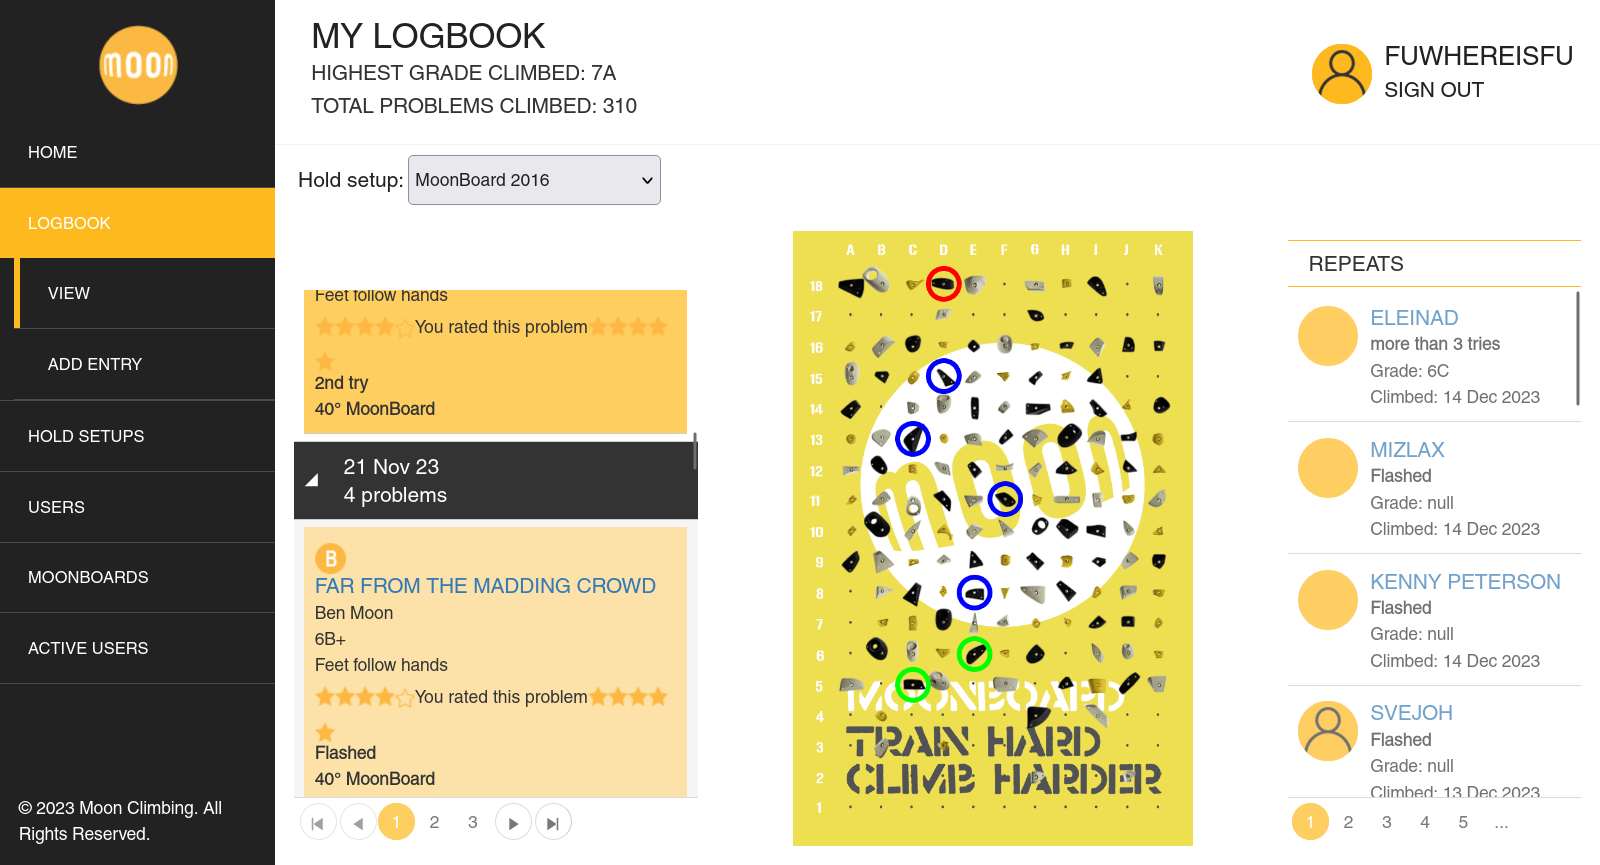 moon
HOME
LOGBOOK
VIEW
ADD ENTRY
HOLD SETUPS
USERS
MOONBOARDS
ACTIVE USERS
© 2023 Moon Climbing. All
Rights Reserved.
MY LOGBOOK
HIGHEST GRADE CLIMBED: 7A
TOTAL PROBLEMS CLIMBED: 310
FUWHEREISFU
SIGN OUT
Hold setup: MoonBoard 2016
Feet follow hands
You rated this problem
2nd try
40° MoonBoard
21 Nov 23
4 problems
B
FAR FROM THE MADDING CROWD
Ben Moon
6B+
Feet follow hands
You rated this problem
Flashed
40° MoonBoard
1 2 3
A B C D E F G H I J K
18
17
16
15
14
13
12
11
10
9
8
7
6
5
4
3
2
1
moon
MOONBOARD
TRAIN HARD
CLIMB HARDER
REPEATS
ELEINAD
more than 3 tries
Grade: 6C
Climbed: 14 Dec 2023
MIZLAX
Flashed
Grade: null
Climbed: 14 Dec 2023
KENNY PETERSON
Flashed
Grade: null
Climbed: 14 Dec 2023
SVEJOH
Flashed
Grade: null
Climbed: 13 Dec 2023
1 2 3 4 5 ...